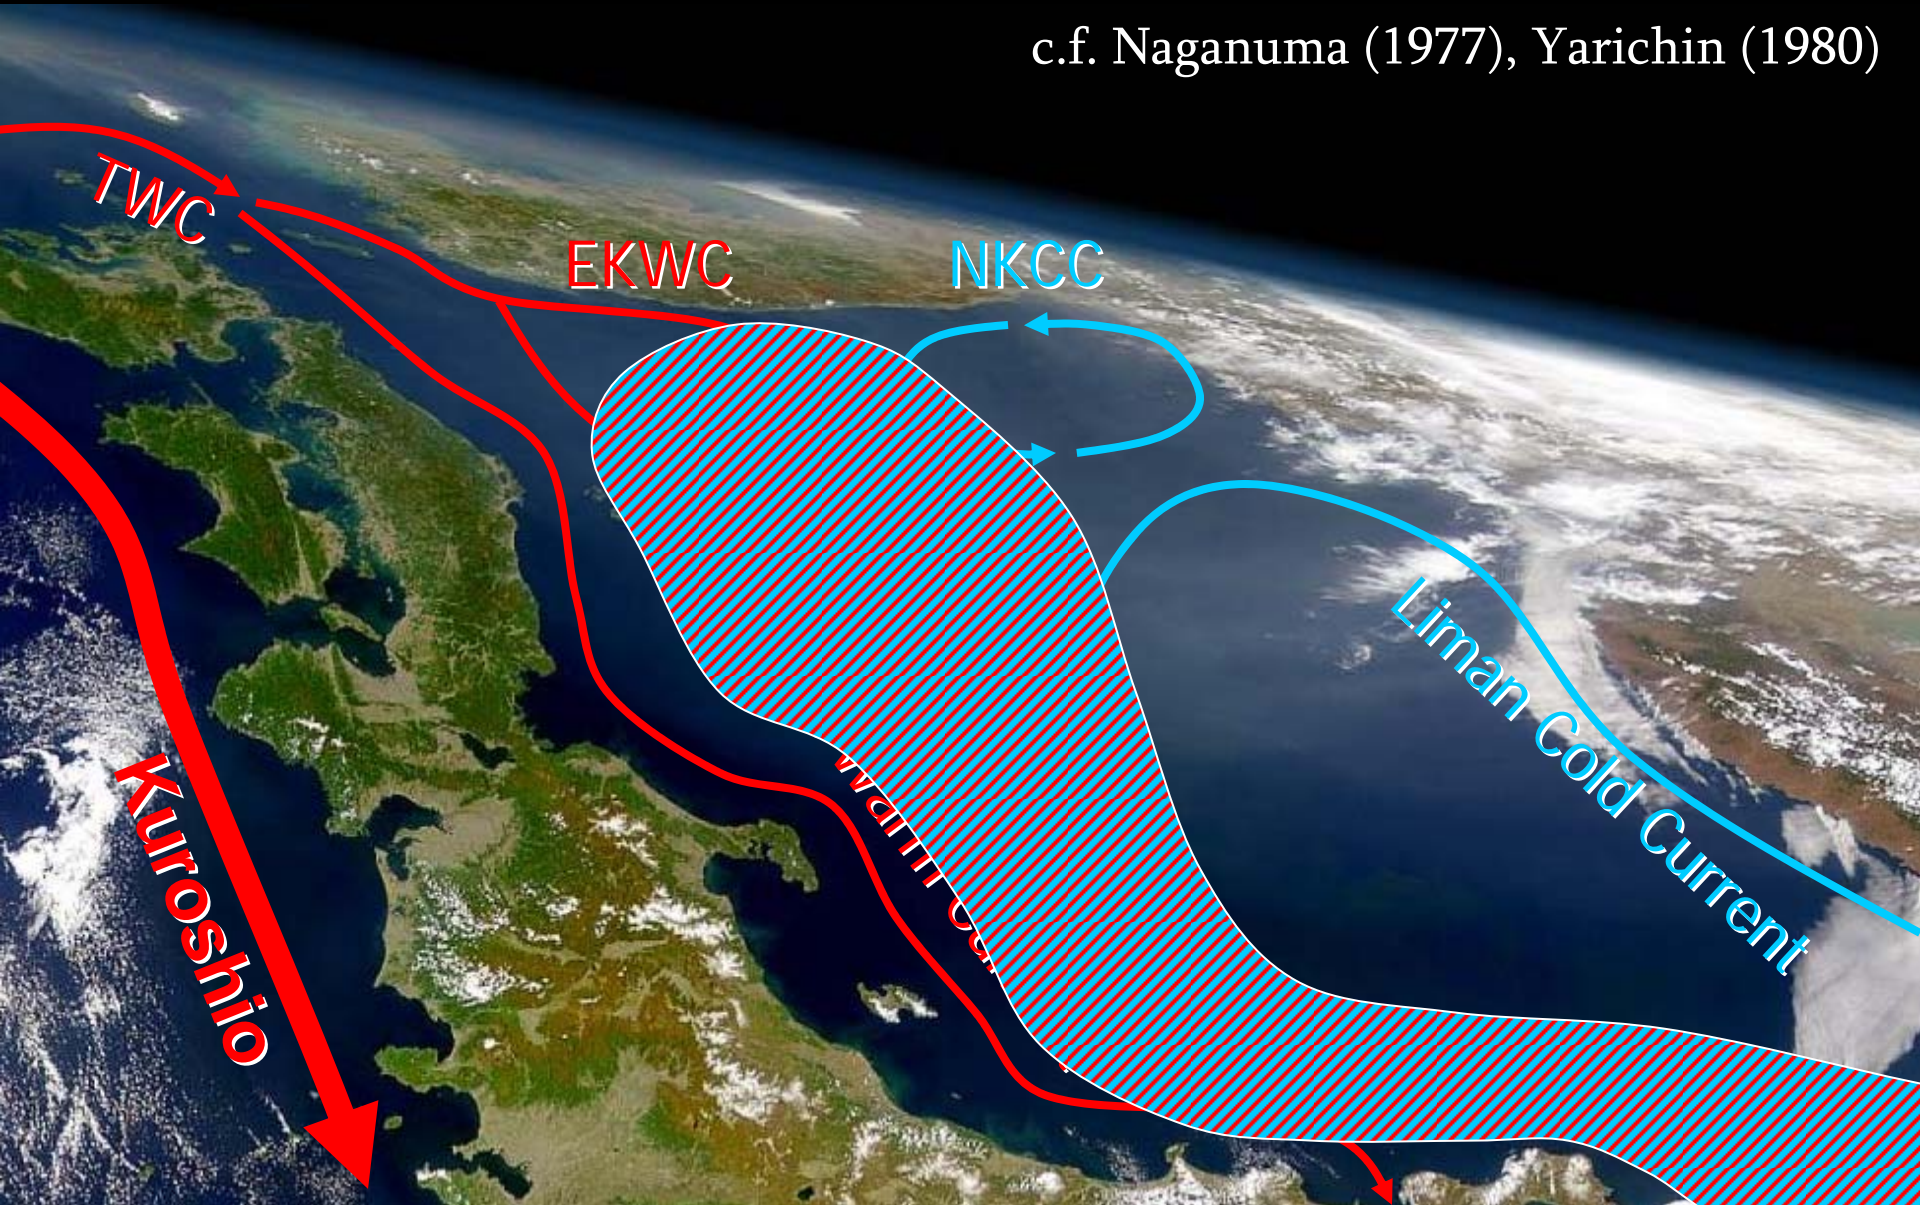 c.f. Naganuma (1977), Yarichin (1980)
TWC
EKWC
NKCC
Liman Cold Current
Kuroshio